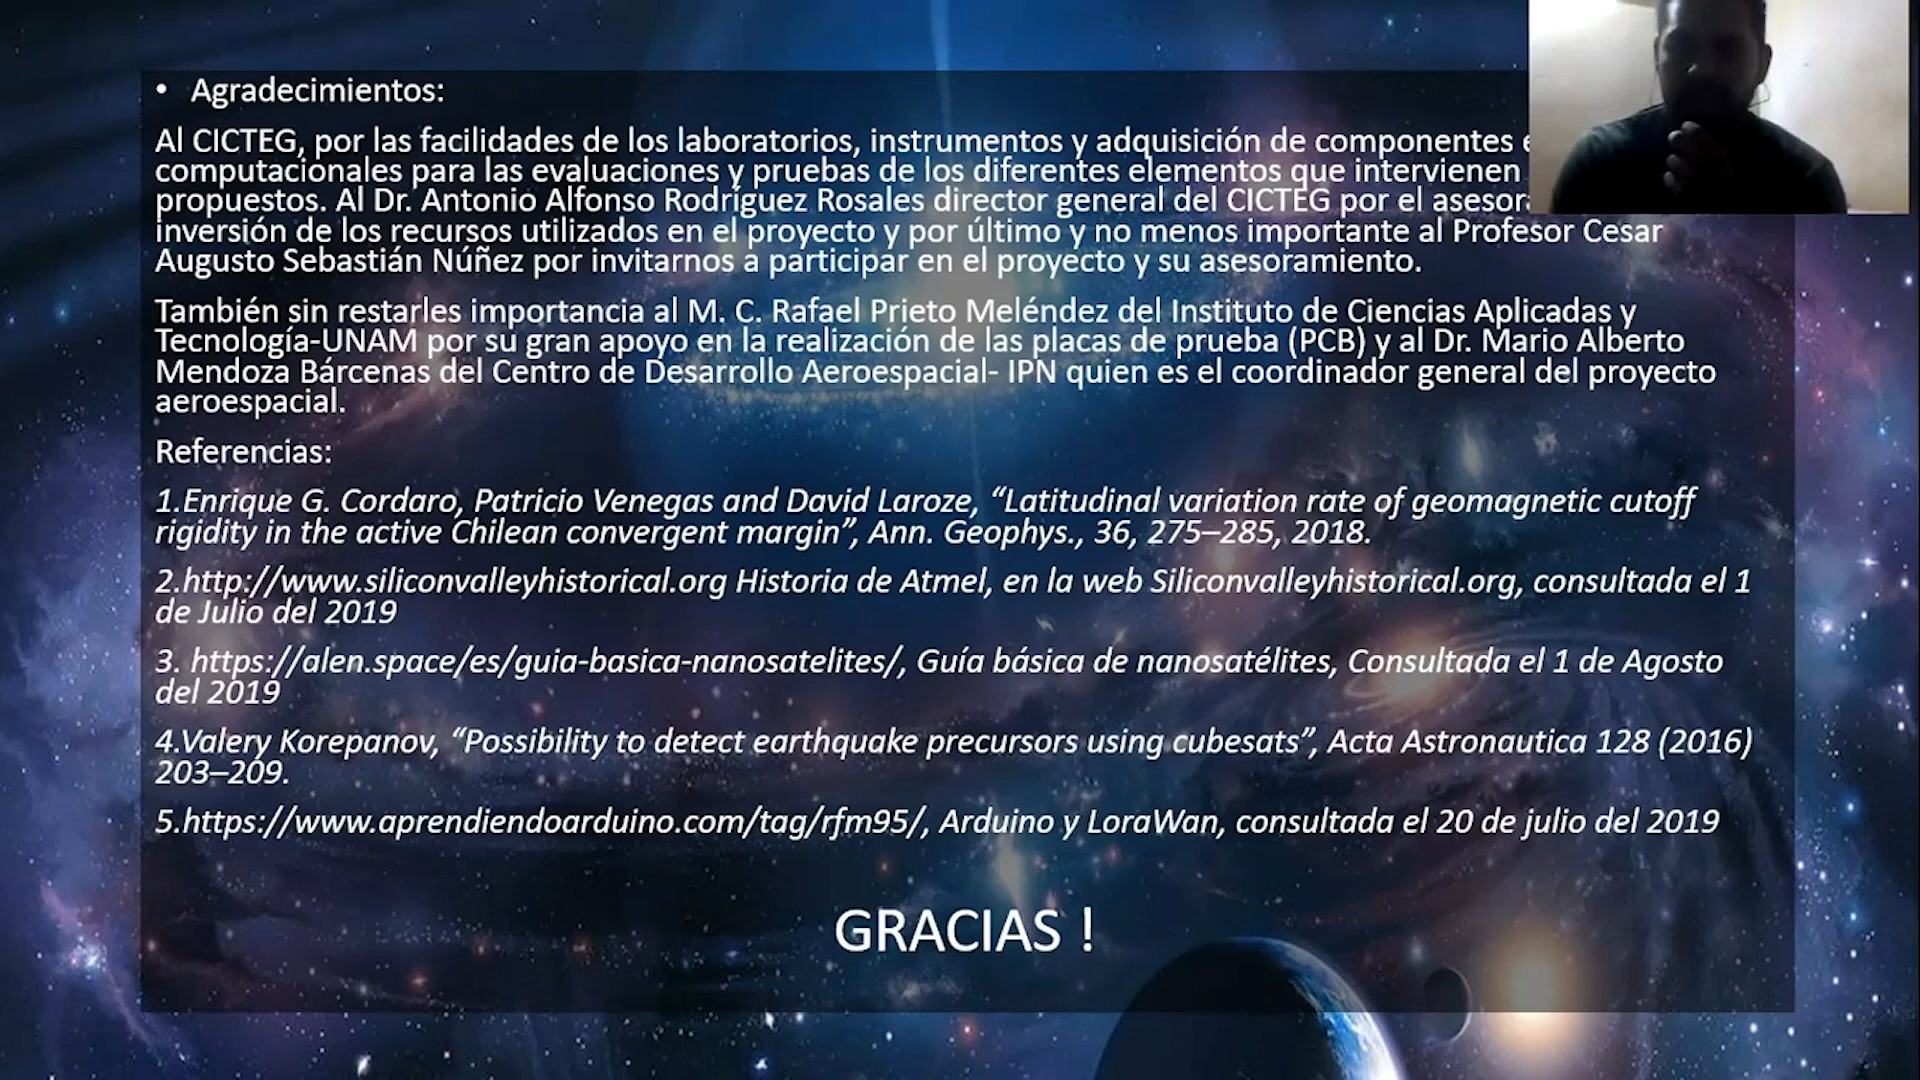 • Agradecimientos:
Al CICTEG, por las facilidades de los laboratorios, instrumentos y adquisición de componentes
computacionales para las evaluaciones y pruebas de los diferentes elementos que intervienen
propuestos. Al Dr. Antonio Alfonso Rodríguez Rosales director general del CICTEG por el
inversión de los recursos utilizados en el proyecto y por último y no menos importante al Profesor Cesar
Augusto Sebastián Núñez por invitarnos a participar en el proyecto y su asesoramiento.
También sin restarles importancia al M. C. Rafael Prieto Meléndez del Instituto de Ciencias Aplicadas y
Tecnología-UNAM por su gran apoyo en la realización de las placas de prueba (PCB) y al Dr. Mario Alberto
Mendoza Bárcenas del Centro de Desarrollo Aeroespacial- IPN quien es el coordinador general del proyecto
aeroespacial.
Referencias:
1.Enrique G. Cordaro, Patricio Venegas and David Laroze, “Latitudinal variation rate of geomagnetic cutoff
rigidity in the active Chilean convergent margin”, Ann. Geophys., 36, 275–285, 2018.
2.http://www.siliconvalleyhistorical.org Historia de Atmel, en la web Siliconvalleyhistorical.org, consultada el 1
de Julio del 2019
3. https://alen.space/es/guia-basica-nanosatelites/, Guía básica de nanosatélites, Consultada el 1 de Agosto
del 2019
4.Valery Korepanov, “Possibility to detect earthquake precursors using cubesats”, Acta Astronautica 128 (2016)
203–209.
5.https://www.aprendiendoarduino.com/tag/rfm95/, Arduino y LoraWan, consultada el 20 de julio del 2019
GRACIAS !